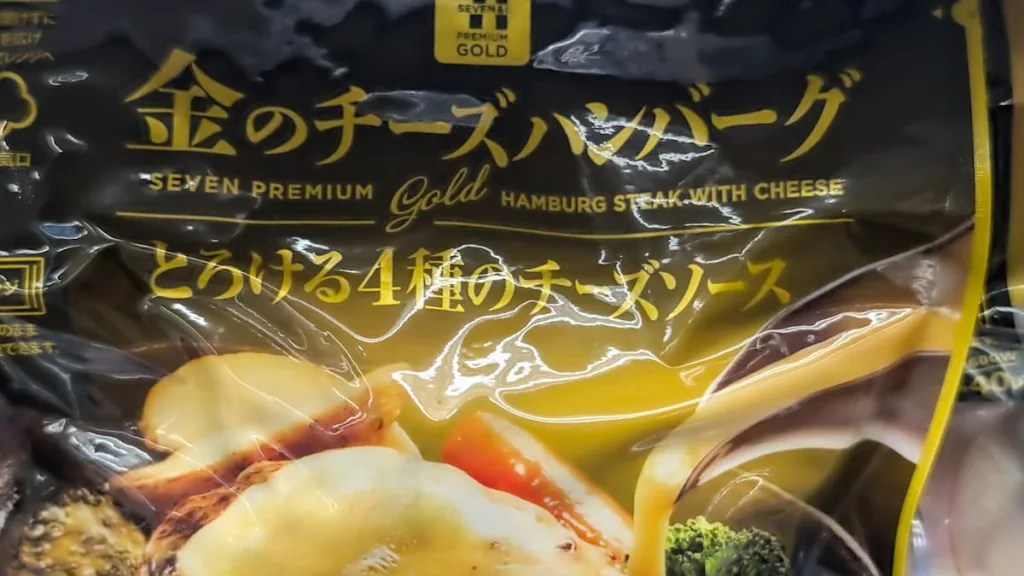 SEVEN&I
PREMIUM
GOLD
金のチーズハンバーグ
SEVEN PREMIUM Gold HAMBURG STEAK WITH CHEESE
とろける4種のチーズソース